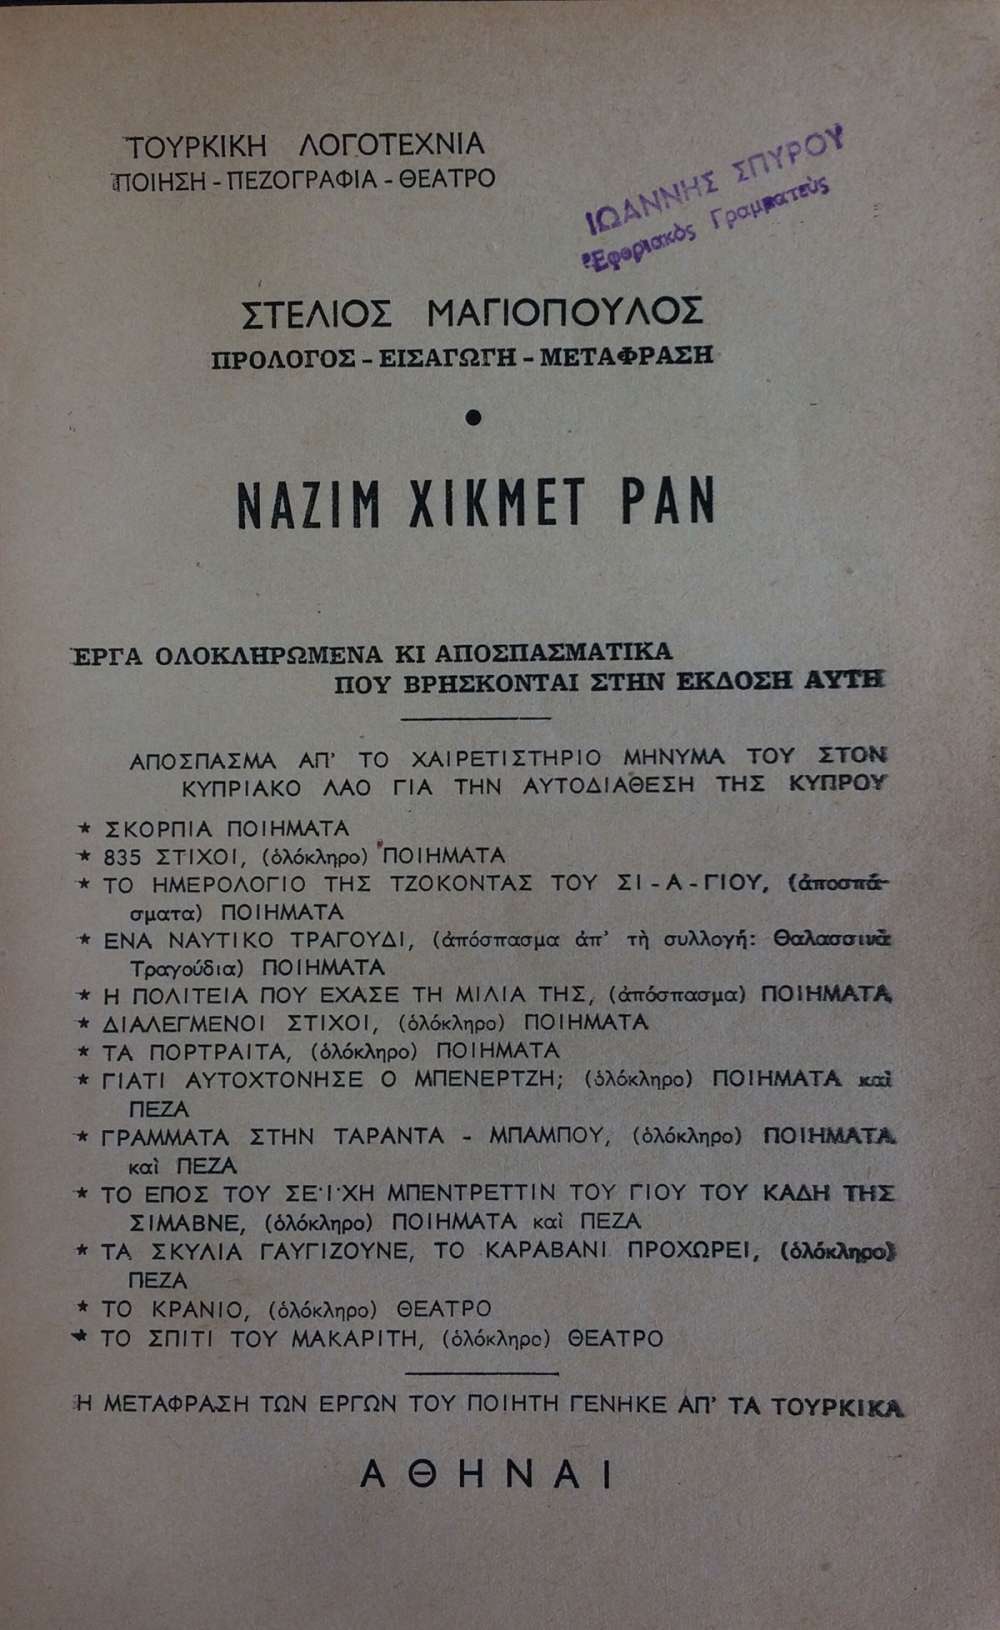 ΤΟΥΡΚΙΚΗ ΛΟΓΟΤΕΧΝΙΑ
ΠΟΙΗΣΗ - ΠΕΖΟΓΡΑΦΙΑ - ΘΕΑΤΡΟ
ΙΩΑΝΝΗΣ ΣΠΥΡΟΥ
Ἐφοριακὸς Γραμματεὺς
ΣΤΕΛΙΟΣ ΜΑΓΙΟΠΟΥΛΟΣ
ΠΡΟΛΟΓΟΣ - ΕΙΣΑΓΩΓΗ - ΜΕΤΑΦΡΑΣΗ
●
ΝΑΖΙΜ ΧΙΚΜΕΤ ΡΑΝ
ΕΡΓΑ ΟΛΟΚΛΗΡΩΜΕΝΑ ΚΙ ΑΠΟΣΠΑΣΜΑΤΙΚΑ
ΠΟΥ ΒΡΗΣΚΟΝΤΑΙ ΣΤΗΝ ΕΚΔΟΣΗ ΑΥΤΗ
ΑΠΟΣΠΑΣΜΑ ΑΠ' ΤΟ ΧΑΙΡΕΤΙΣΤΗΡΙΟ ΜΗΝΥΜΑ ΤΟΥ ΣΤΟΝ
ΚΥΠΡΙΑΚΟ ΛΑΟ ΓΙΑ ΤΗΝ ΑΥΤΟΔΙΑΘΕΣΗ ΤΗΣ ΚΥΠΡΟΥ
★ ΣΚΟΡΠΙΑ ΠΟΙΗΜΑΤΑ
★ 835 ΣΤΙΧΟΙ, (ὁλόκληρο) ΠΟΙΗΜΑΤΑ
★ ΤΟ ΗΜΕΡΟΛΟΓΙΟ ΤΗΣ ΤΖΟΚΟΝΤΑΣ ΤΟΥ ΣΙ - Α - ΓΙΟΥ, (ἀποσπά-
σματα) ΠΟΙΗΜΑΤΑ
★ ΕΝΑ ΝΑΥΤΙΚΟ ΤΡΑΓΟΥΔΙ, (ἀπόσπασμα ἀπ' τὴ συλλογή: Θαλασσινὰ
Τραγούδια) ΠΟΙΗΜΑΤΑ
★ Η ΠΟΛΙΤΕΙΑ ΠΟΥ ΕΧΑΣΕ ΤΗ ΜΙΛΙΑ ΤΗΣ, (ἀπόσπασμα) ΠΟΙΗΜΑΤΑ
★ ΔΙΑΛΕΓΜΕΝΟΙ ΣΤΙΧΟΙ, (ὁλόκληρο) ΠΟΙΗΜΑΤΑ
★ ΤΑ ΠΟΡΤΡΑΙΤΑ, (ὁλόκληρο) ΠΟΙΗΜΑΤΑ
★ ΓΙΑΤΙ ΑΥΤΟΧΤΟΝΗΣΕ Ο ΜΠΕΝΕΡΤΖΗ; (ὁλόκληρο) ΠΟΙΗΜΑΤΑ καὶ
ΠΕΖΑ
★ ΓΡΑΜΜΑΤΑ ΣΤΗΝ ΤΑΡΑΝΤΑ - ΜΠΑΜΠΟΥ, (ὁλόκληρο) ΠΟΙΗΜΑΤΑ
καὶ ΠΕΖΑ
★ ΤΟ ΕΠΟΣ ΤΟΥ ΣΕ·Ι·ΧΗ ΜΠΕΝΤΡΕΤΤΙΝ ΤΟΥ ΓΙΟΥ ΤΟΥ ΚΑΔΗ ΤΗΣ
ΣΙΜΑΒΝΕ, (ὁλόκληρο) ΠΟΙΗΜΑΤΑ καὶ ΠΕΖΑ
★ ΤΑ ΣΚΥΛΙΑ ΓΑΥΓΙΖΟΥΝΕ, ΤΟ ΚΑΡΑΒΑΝΙ ΠΡΟΧΩΡΕΙ, (ὁλόκληρο)
ΠΕΖΑ
★ ΤΟ ΚΡΑΝΙΟ, (ὁλόκληρο) ΘΕΑΤΡΟ
★ ΤΟ ΣΠΙΤΙ ΤΟΥ ΜΑΚΑΡΙΤΗ, (ὁλόκληρο) ΘΕΑΤΡΟ
Η ΜΕΤΑΦΡΑΣΗ ΤΩΝ ΕΡΓΩΝ ΤΟΥ ΠΟΙΗΤΗ ΓΕΝΗΚΕ ΑΠ' ΤΑ ΤΟΥΡΚΙΚΑ
ΑΘΗΝΑΙ